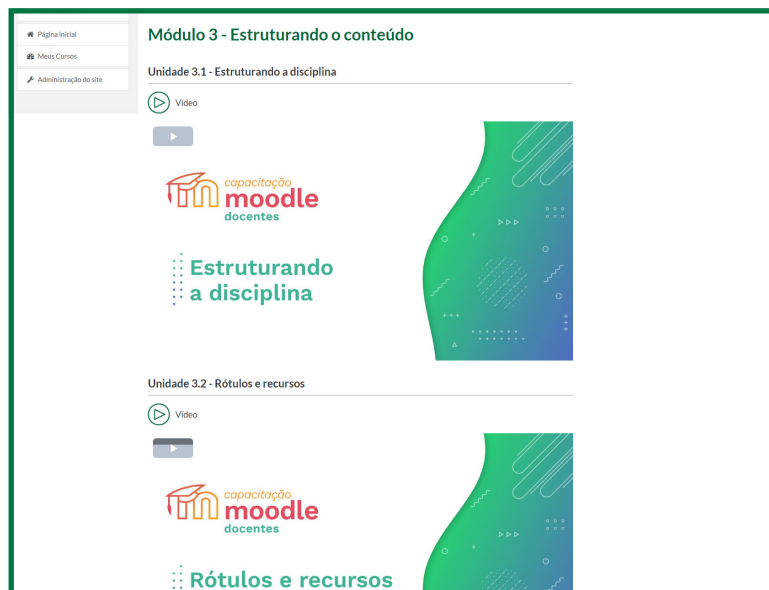 Página inicial
Meus Cursos
Administração do site
Módulo 3 - Estruturando o conteúdo
Unidade 3.1 - Estruturando a disciplina
Vídeo
capacitação
moodle
docentes
Estruturando
a disciplina
Unidade 3.2 - Rótulos e recursos
Vídeo
capacitação
moodle
docentes
Rótulos e recursos